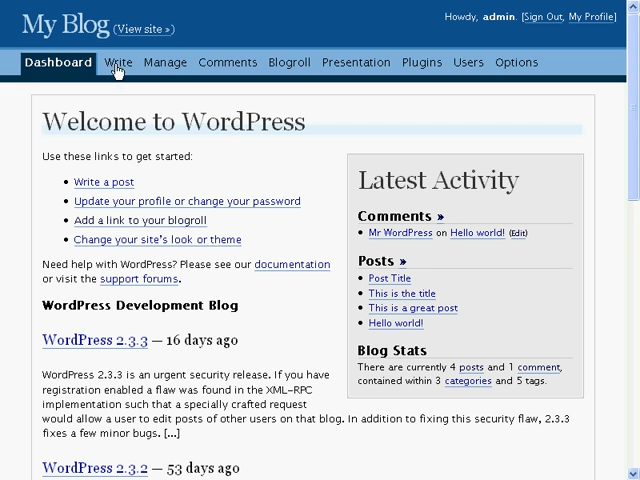 My Blog (View site »)
Howdy, admin. [Sign Out, My Profile]
Dashboard Write Manage Comments Blogroll Presentation Plugins Users Options
Welcome to WordPress
Use these links to get started:
• Write a post
• Update your profile or change your password
• Add a link to your blogroll
• Change your site's look or theme
Need help with WordPress? Please see our documentation
or visit the support forums.
WordPress Development Blog
WordPress 2.3.3 — 16 days ago
WordPress 2.3.3 is an urgent security release. If you have
registration enabled a flaw was found in the XML-RPC
implementation such that a specially crafted request
would allow a user to edit posts of other users on that blog. In addition to fixing this security flaw, 2.3.3
fixes a few minor bugs. [...]
WordPress 2.3.2 — 53 days ago
Latest Activity
Comments »
• Mr WordPress on Hello world! (Edit)
Posts »
• Post Title
• This is the title
• This is a great post
• Hello world!
Blog Stats
There are currently 4 posts and 1 comment,
contained within 3 categories and 5 tags.